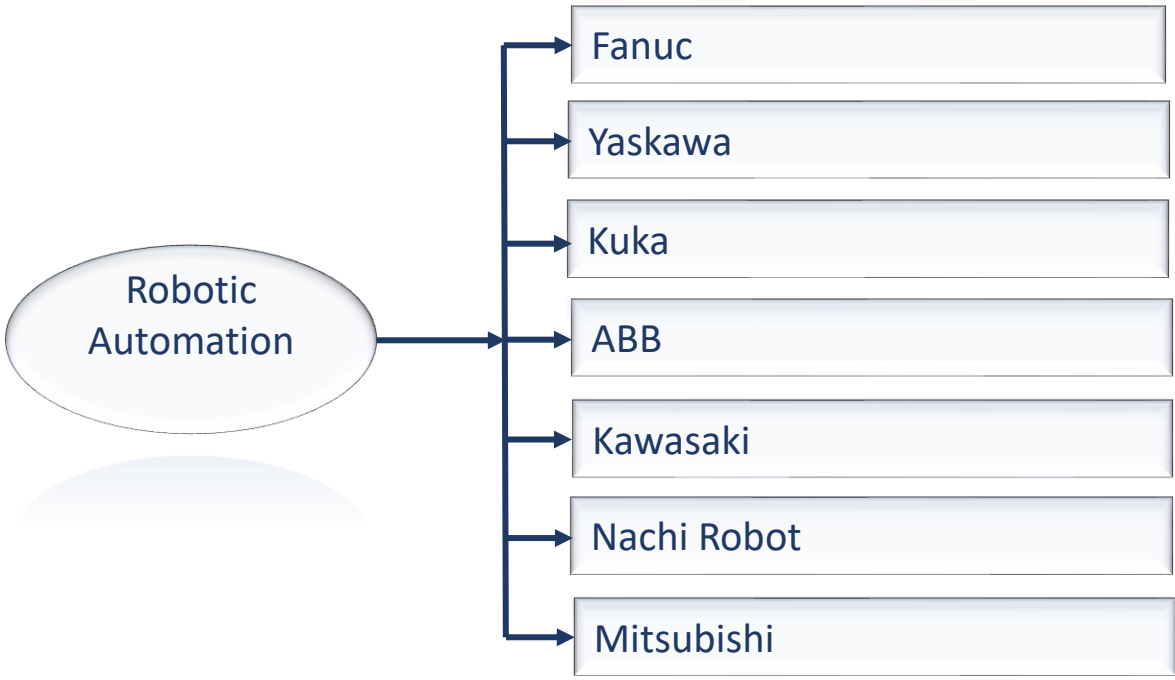 Robotic
Automation
Fanuc
Yaskawa
Kuka
ABB
Kawasaki
Nachi Robot
Mitsubishi